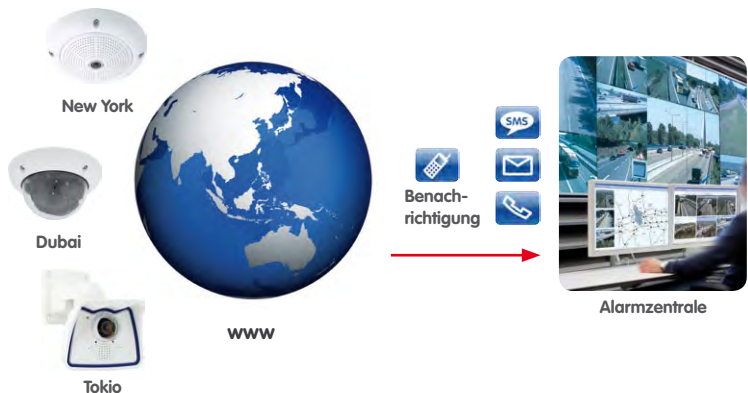 New York
Dubai
Tokio
www
Benach-
richtigung
SMS
Alarmzentrale